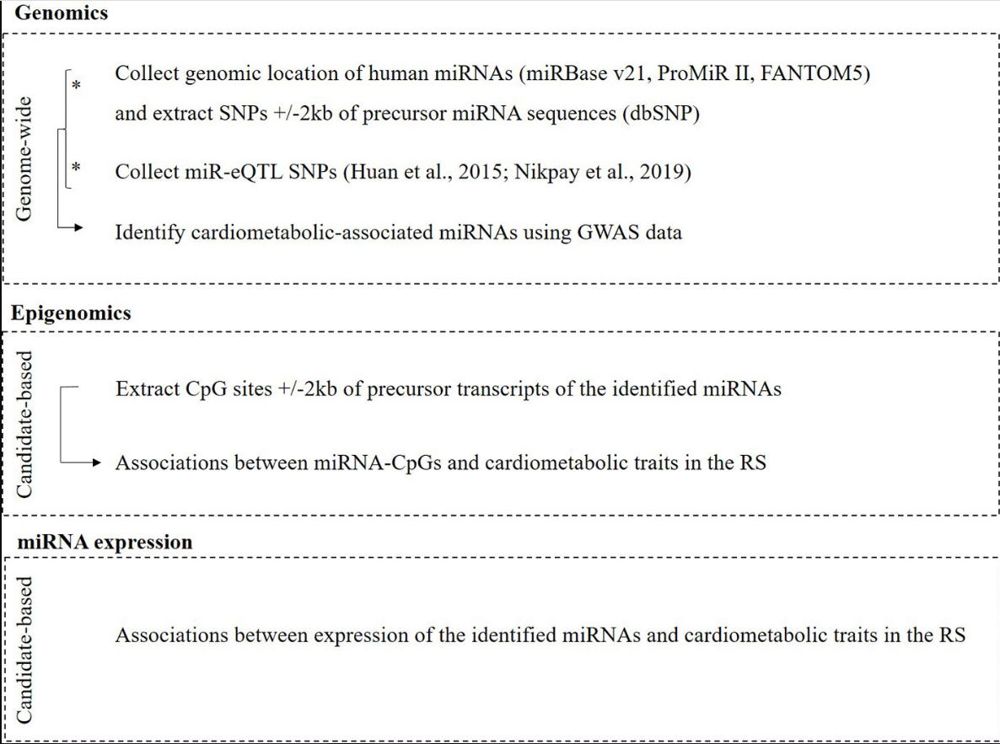 Genomics
Genome-wide
* Collect genomic location of human miRNAs (miRBase v21, ProMiR II, FANTOM5)
and extract SNPs +/-2kb of precursor miRNA sequences (dbSNP)
* Collect miR-eQTL SNPs (Huan et al., 2015; Nikpay et al., 2019)
Identify cardiometabolic-associated miRNAs using GWAS data
Epigenomics
Candidate-based
Extract CpG sites +/-2kb of precursor transcripts of the identified miRNAs
Associations between miRNA-CpGs and cardiometabolic traits in the RS
miRNA expression
Candidate-based
Associations between expression of the identified miRNAs and cardiometabolic traits in the RS